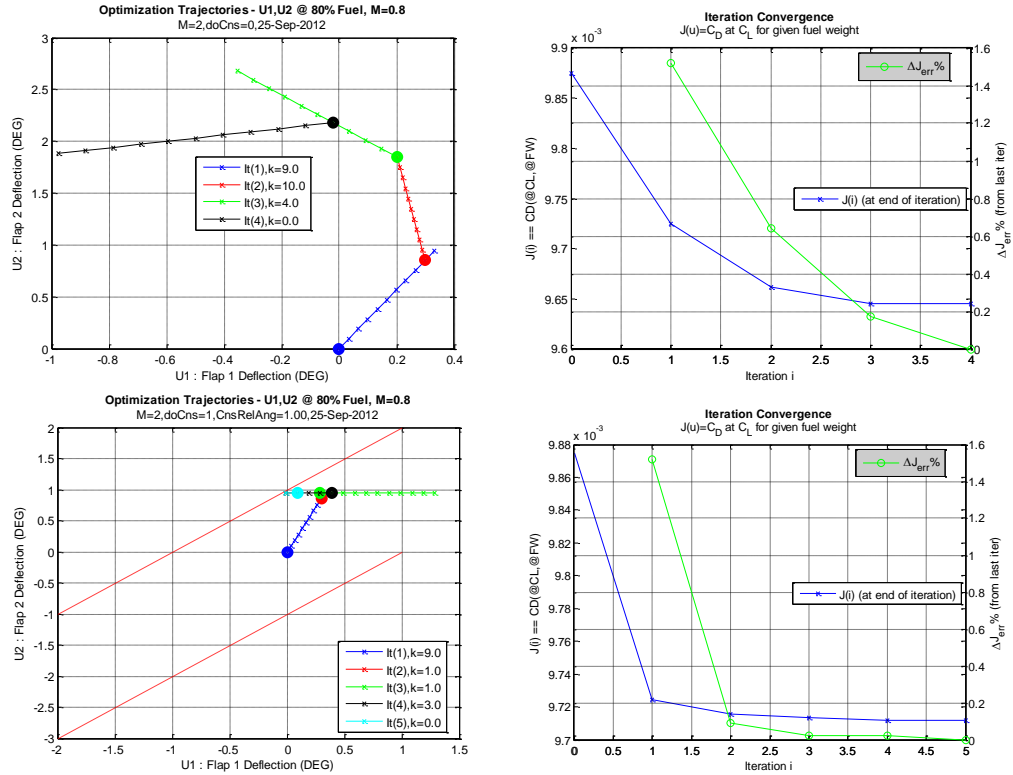 Optimization Trajectories - U1,U2 @ 80% Fuel, M=0.8
M=2,doCns=0,25-Sep-2012
3
2.5
2
1.5
1
0.5
0
U2 : Flap 2 Deflection (DEG)
It(1),k=9.0
It(2),k=10.0
It(3),k=4.0
It(4),k=0.0
-1 -0.8 -0.6 -0.4 -0.2 0 0.2 0.4
U1 : Flap 1 Deflection (DEG)
Iteration Convergence
J(u)=C_D at C_L for given fuel weight
x 10^-3
9.9
9.85
9.8
9.75
9.7
9.65
9.6
J(i) == CD(@CL,@FW)
ΔJ_err%
J(i) (at end of iteration)
1.6
1.4
1.2
1
0.8
0.6
0.4
0.2
0
ΔJ_err% (from last iter)
0 0.5 1 1.5 2 2.5 3 3.5 4
Iteration i
Optimization Trajectories - U1,U2 @ 80% Fuel, M=0.8
M=2,doCns=1,CnsRelAng=1.00,25-Sep-2012
2
1.5
1
0.5
0
-0.5
-1
-1.5
-2
-2.5
-3
U2 : Flap 2 Deflection (DEG)
It(1),k=9.0
It(2),k=1.0
It(3),k=1.0
It(4),k=3.0
It(5),k=0.0
-2 -1.5 -1 -0.5 0 0.5 1 1.5
U1 : Flap 1 Deflection (DEG)
Iteration Convergence
J(u)=C_D at C_L for given fuel weight
x 10^-3
9.88
9.86
9.84
9.82
9.8
9.78
9.76
9.74
9.72
9.7
J(i) == CD(@CL,@FW)
ΔJ_err%
J(i) (at end of iteration)
1.6
1.4
1.2
1
0.8
0.6
0.4
0.2
0
ΔJ_err% (from last iter)
0 0.5 1 1.5 2 2.5 3 3.5 4 4.5 5
Iteration i